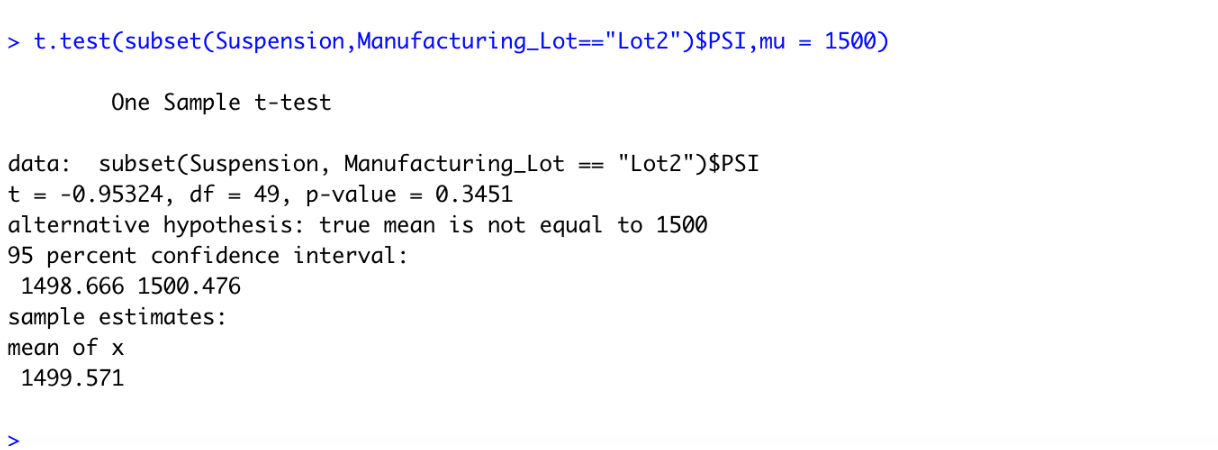 > t.test(subset(Suspension,Manufacturing_Lot=="Lot2")$PSI,mu = 1500)
One Sample t-test
data:  subset(Suspension, Manufacturing_Lot == "Lot2")$PSI
t = -0.95324, df = 49, p-value = 0.3451
alternative hypothesis: true mean is not equal to 1500
95 percent confidence interval:
 1498.666 1500.476
sample estimates:
mean of x
 1499.571
>